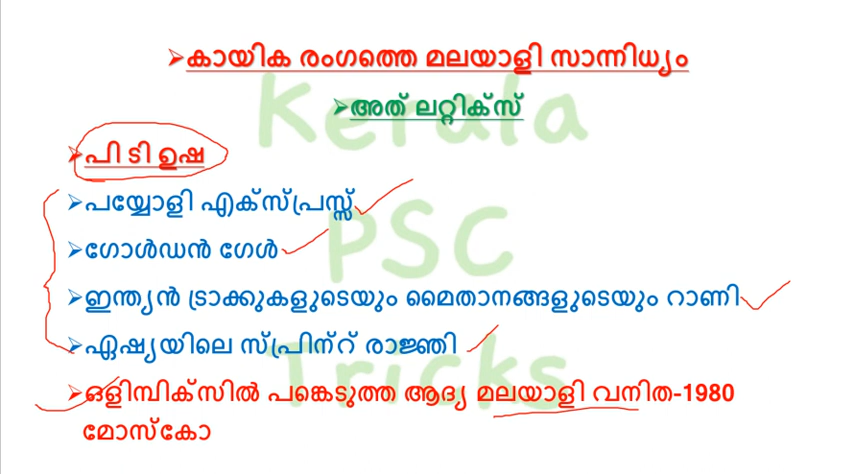 ➢കായിക രംഗത്തെ മലയാളി സാന്നിധ്യം
➢അത് ലറ്റിക്സ്
➢പി ടി ഉഷ
➢പയ്യോളി എക്സ്പ്രസ്സ്
➢ഗോൾഡൻ ഗേൾ
➢ഇന്ത്യൻ ട്രാക്കുകളുടെയും മൈതാനങ്ങളുടെയും റാണി
➢ഏഷ്യയിലെ സ്പ്രിന്റ് രാജ്ഞി
➢ഒളിമ്പിക്സിൽ പങ്കെടുത്ത ആദ്യ മലയാളി വനിത-1980
മോസ്കോ
Kerala
PSC
Tricks